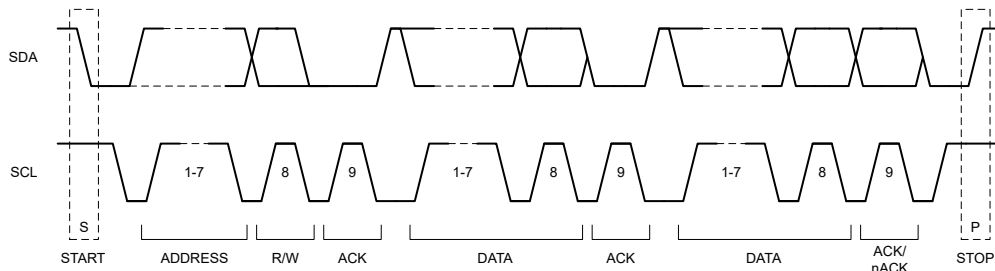 SDA
SCL
1-7 8 9 1-7 8 9 1-7 8 9
S P
START ADDRESS R/W ACK DATA ACK DATA ACK/ nACK STOP